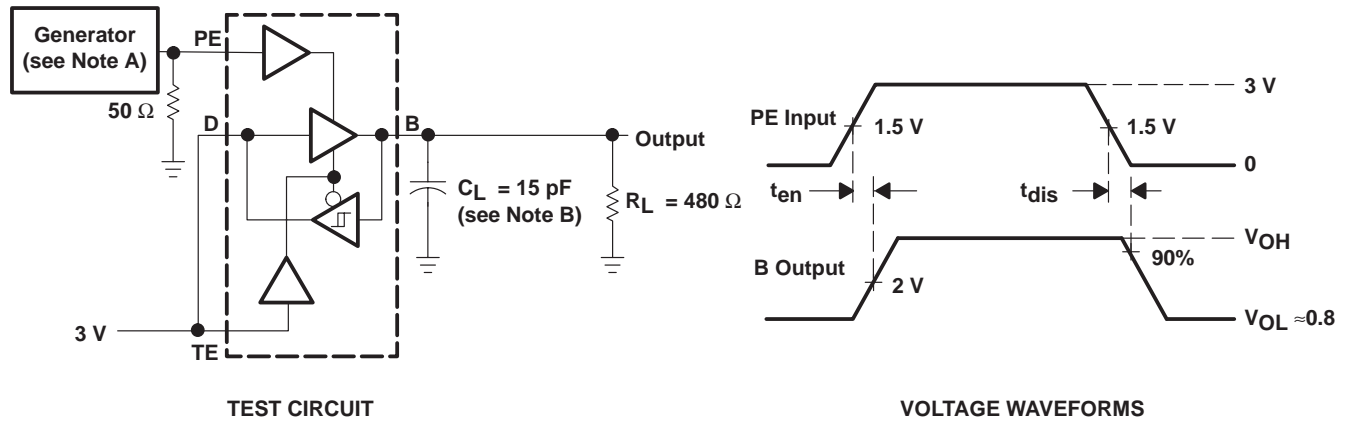 Generator
(see Note A)
PE
50 Ω
D
B
Output
C_L = 15 pF
(see Note B)
R_L = 480 Ω
3 V
TE
TEST CIRCUIT
3 V
PE Input
1.5 V
1.5 V
0
t_en
t_dis
V_OH
B Output
90%
2 V
V_OL ≈0.8
VOLTAGE WAVEFORMS